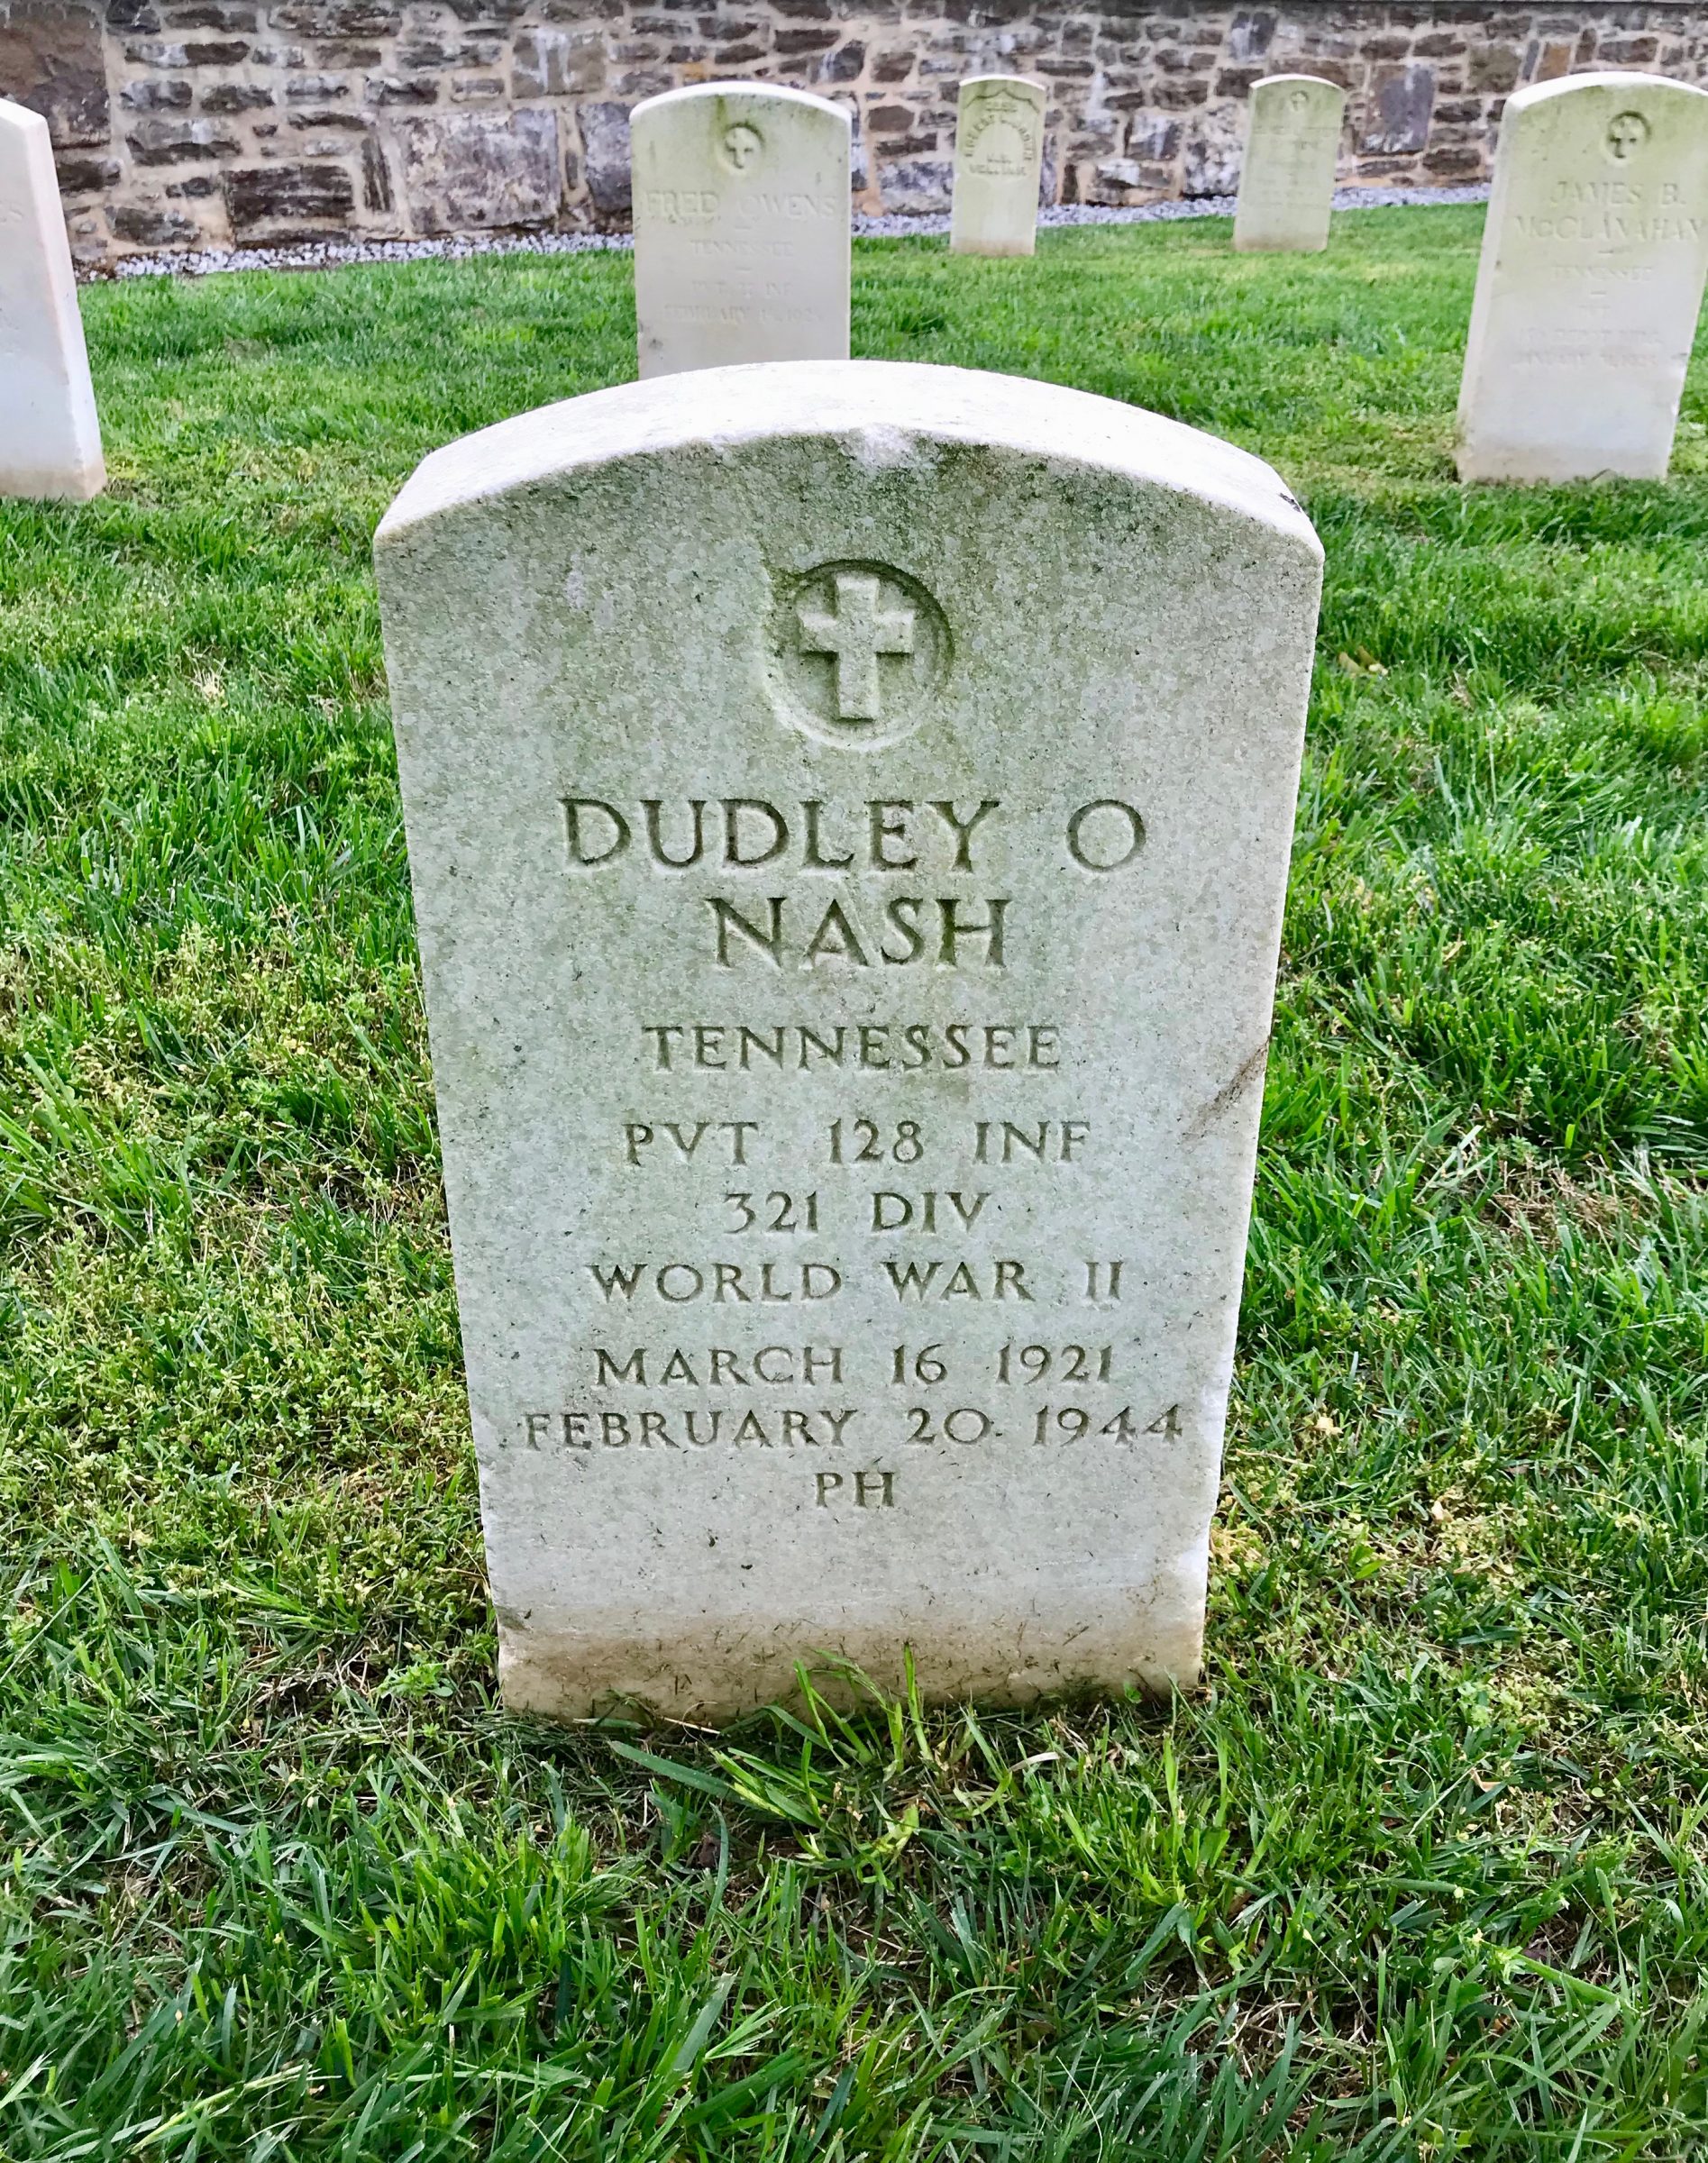 FRED OWENS
TENNESSEE
JAMES B.
McCLANAHAN
TENNESSEE
DUDLEY O
NASH
TENNESSEE
PVT 128 INF
321 DIV
WORLD WAR II
MARCH 16 1921
FEBRUARY 20 1944
PH